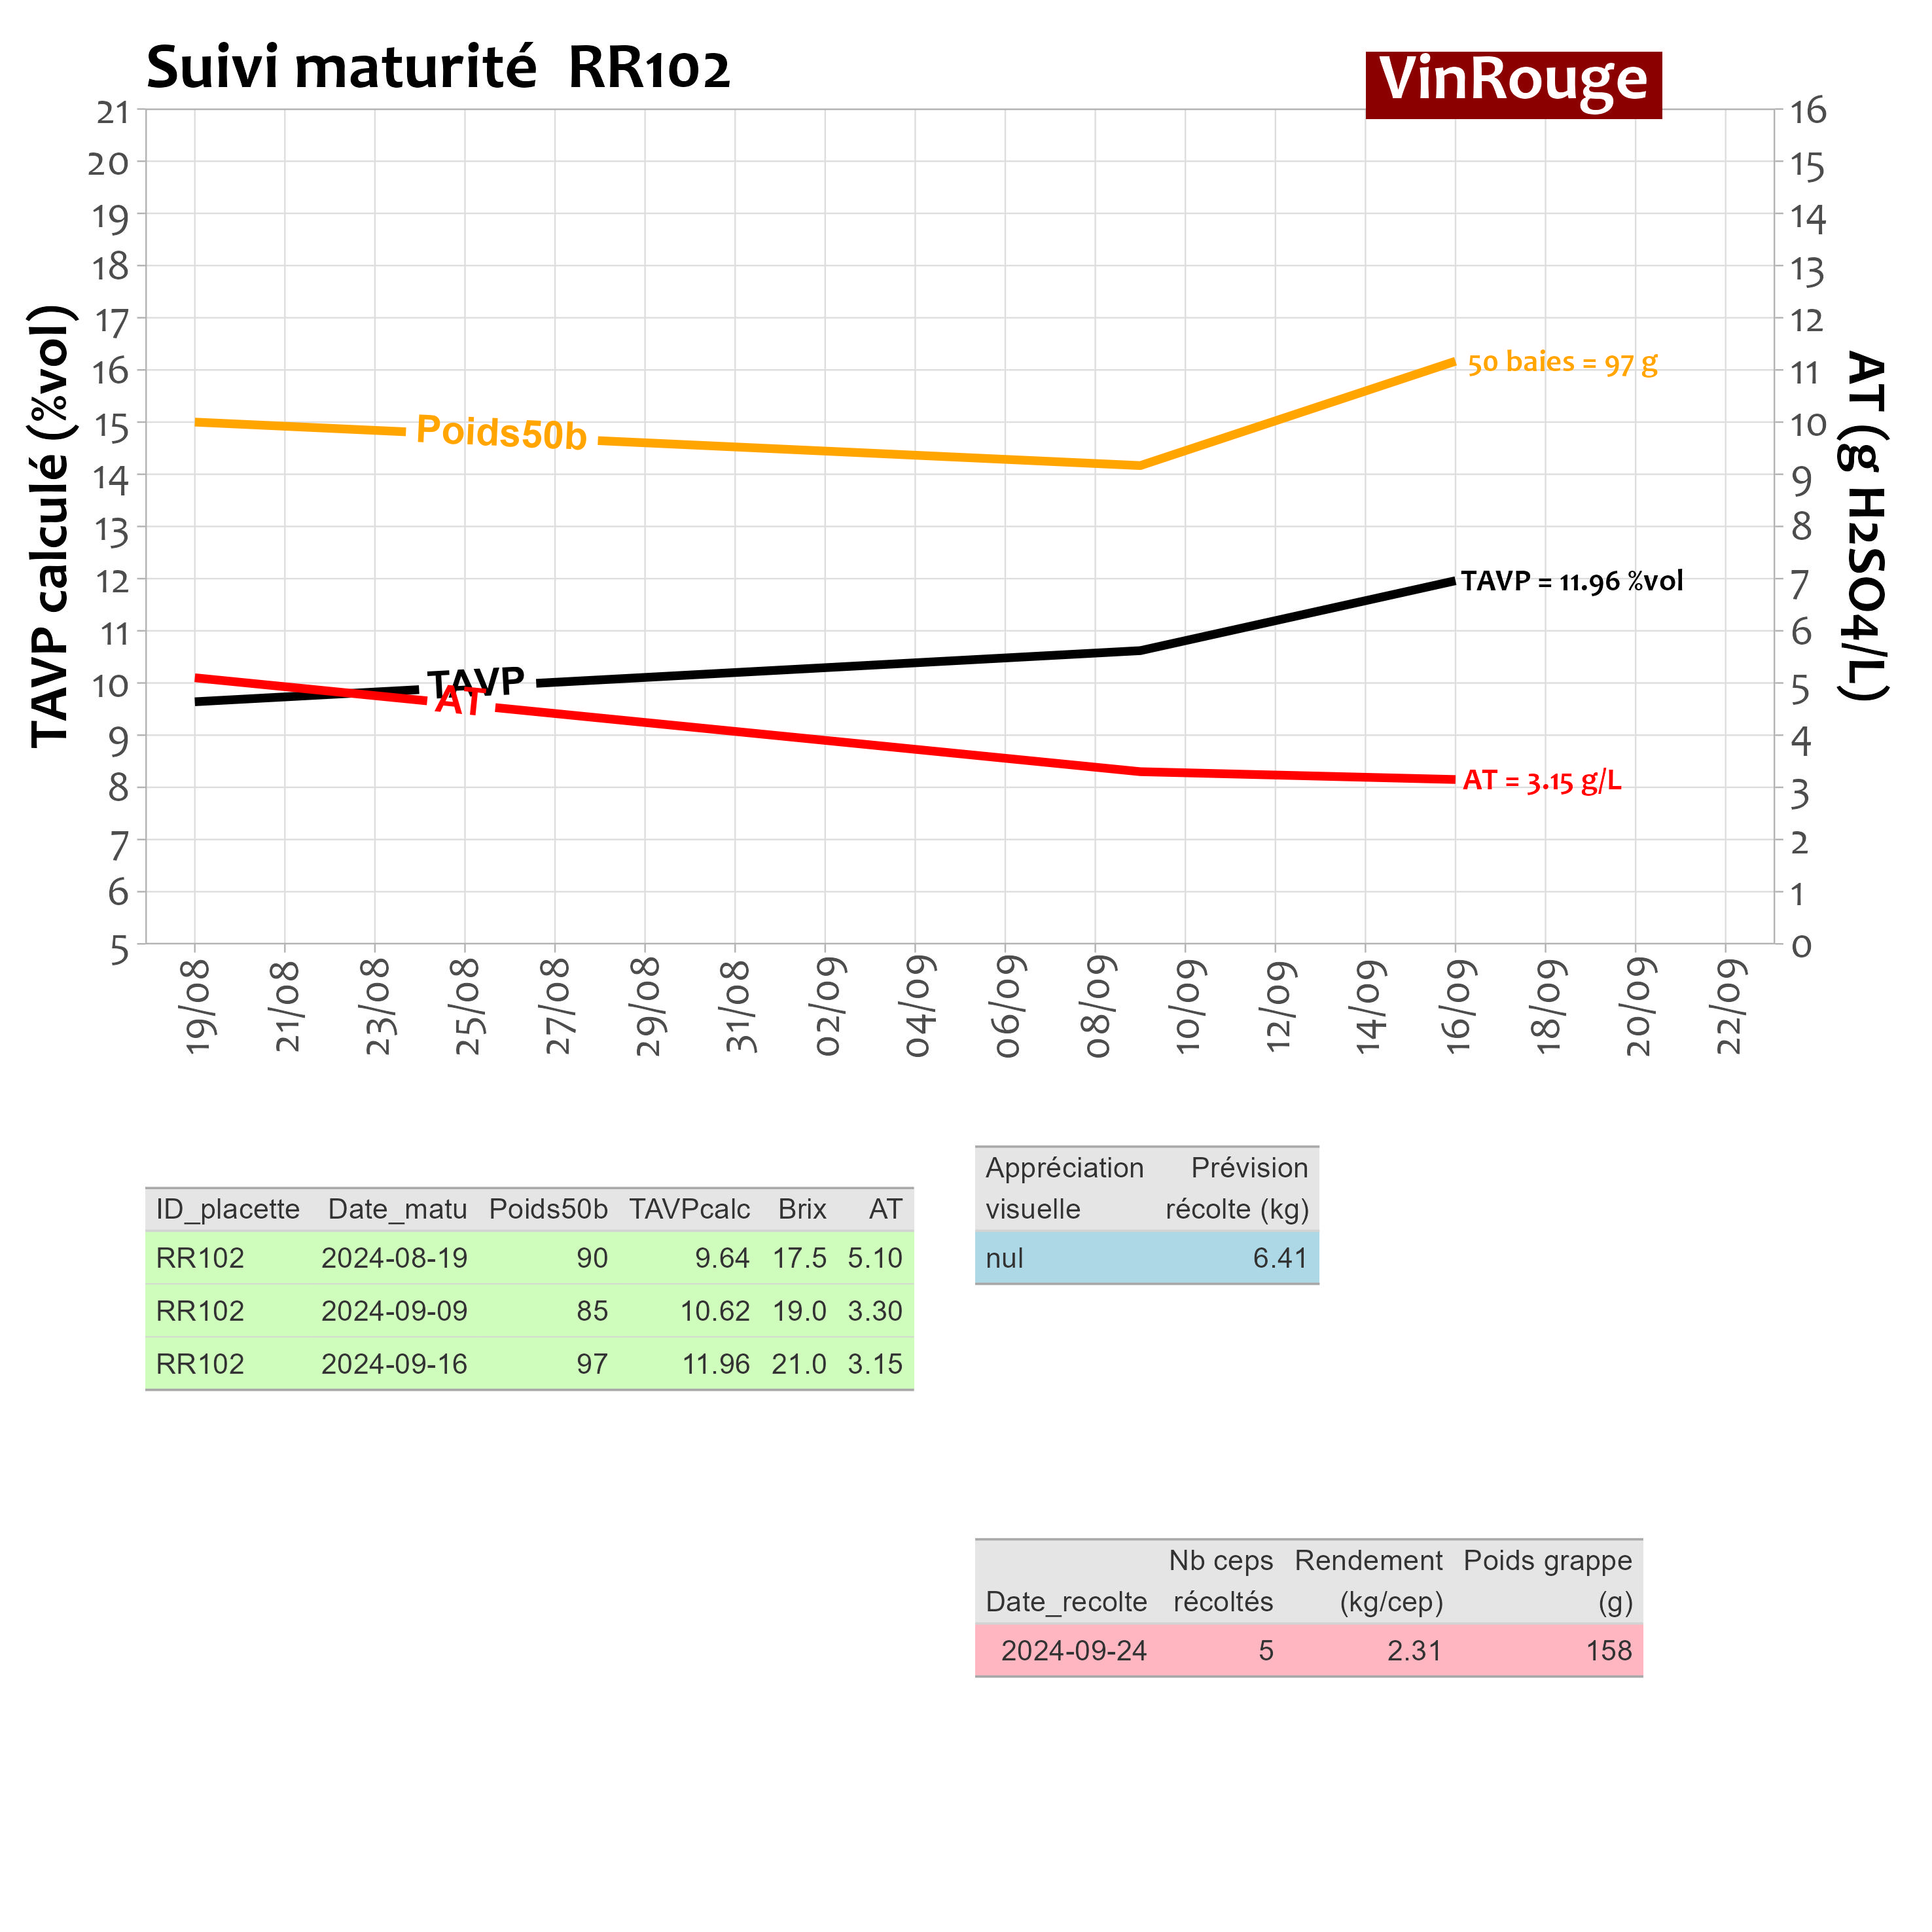 Suivi maturité  RR102
VinRouge
TAVP calculé (%vol)
21
20
19
18
17
16
15
14
13
12
11
10
9
8
7
6
5
16
15
14
13
12
11
10
9
8
7
6
5
4
3
2
1
0
AT (g H2SO4/L)
Poids50b
50 baies = 97 g
TAVP
TAVP = 11.96 %vol
AT
AT = 3.15 g/L
19/08 21/08 23/08 25/08 27/08 29/08 31/08 02/09 04/09 06/09 08/09 10/09 12/09 14/09 16/09 18/09 20/09 22/09
ID_placette Date_matu Poids50b TAVPcalc Brix AT
RR102 2024-08-19 90 9.64 17.5 5.10
RR102 2024-09-09 85 10.62 19.0 3.30
RR102 2024-09-16 97 11.96 21.0 3.15
Appréciation Prévision
visuelle récolte (kg)
nul 6.41
Nb ceps Rendement Poids grappe
Date_recolte récoltés (kg/cep) (g)
2024-09-24 5 2.31 158